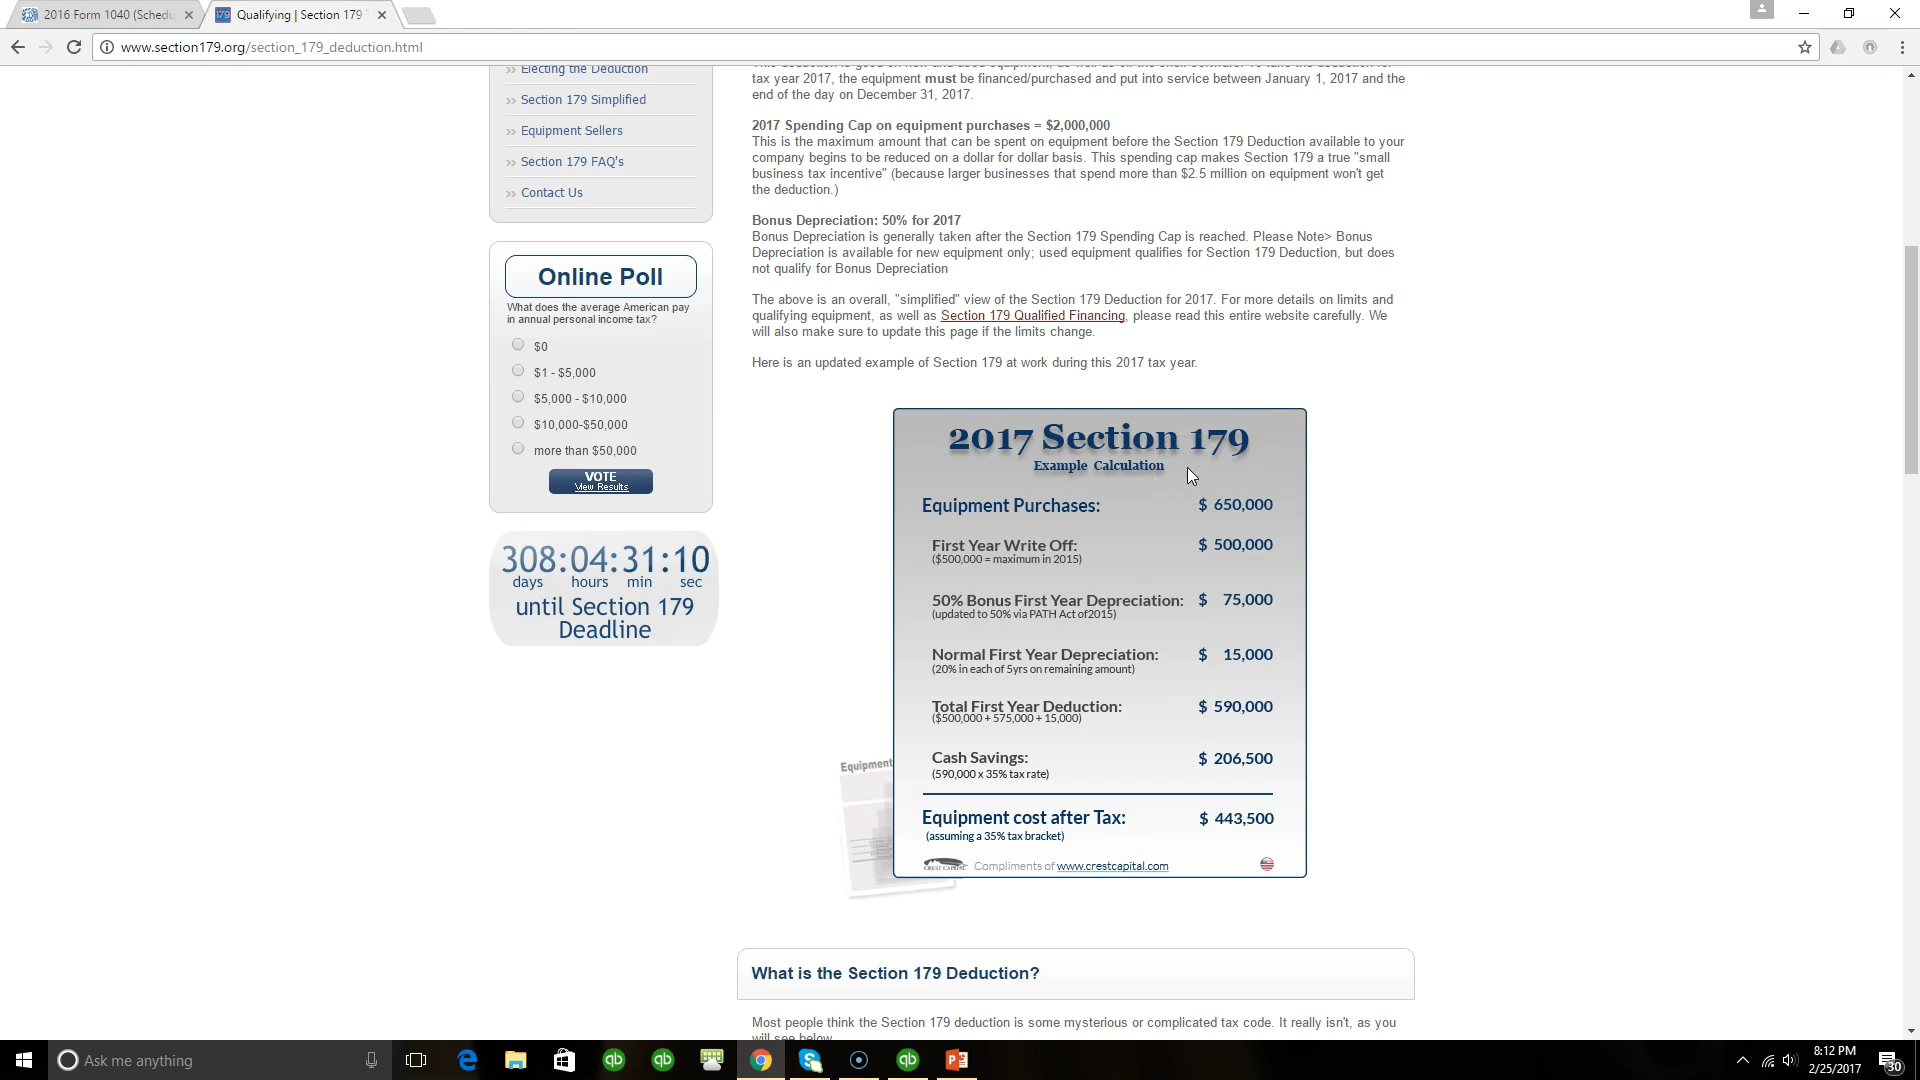 2016 Form 1040 (Schedu
Qualifying | Section 179
www.section179.org/section_179_deduction.html
Electing the Deduction
Section 179 Simplified
Equipment Sellers
Section 179 FAQ's
Contact Us
Online Poll
What does the average American pay
in annual personal income tax?
$0
$1 - $5,000
$5,000 - $10,000
$10,000-$50,000
more than $50,000
VOTE
View Results
308:04:31:10
days hours min sec
until Section 179
Deadline
tax year 2017, the equipment must be financed/purchased and put into service between January 1, 2017 and the
end of the day on December 31, 2017.
2017 Spending Cap on equipment purchases = $2,000,000
This is the maximum amount that can be spent on equipment before the Section 179 Deduction available to your
company begins to be reduced on a dollar for dollar basis. This spending cap makes Section 179 a true "small
business tax incentive" (because larger businesses that spend more than $2.5 million on equipment won't get
the deduction.)
Bonus Depreciation: 50% for 2017
Bonus Depreciation is generally taken after the Section 179 Spending Cap is reached. Please Note> Bonus
Depreciation is available for new equipment only; used equipment qualifies for Section 179 Deduction, but does
not qualify for Bonus Depreciation
The above is an overall, "simplified" view of the Section 179 Deduction for 2017. For more details on limits and
qualifying equipment, as well as Section 179 Qualified Financing, please read this entire website carefully. We
will also make sure to update this page if the limits change.
Here is an updated example of Section 179 at work during this 2017 tax year.
2017 Section 179
Example Calculation
Equipment Purchases: $ 650,000
First Year Write Off: $ 500,000
($500,000 = maximum in 2015)
50% Bonus First Year Depreciation: $ 75,000
(updated to 50% via PATH Act of2015)
Normal First Year Depreciation: $ 15,000
(20% in each of 5yrs on remaining amount)
Total First Year Deduction: $ 590,000
($500,000 + 575,000 + 15,000)
Cash Savings: $ 206,500
(590,000 x 35% tax rate)
Equipment cost after Tax: $ 443,500
(assuming a 35% tax bracket)
CREST CAPITAL Compliments of www.crestcapital.com
Equipment
What is the Section 179 Deduction?
Most people think the Section 179 deduction is some mysterious or complicated tax code. It really isn't, as you
will see below
Ask me anything
8:12 PM
2/25/2017
30